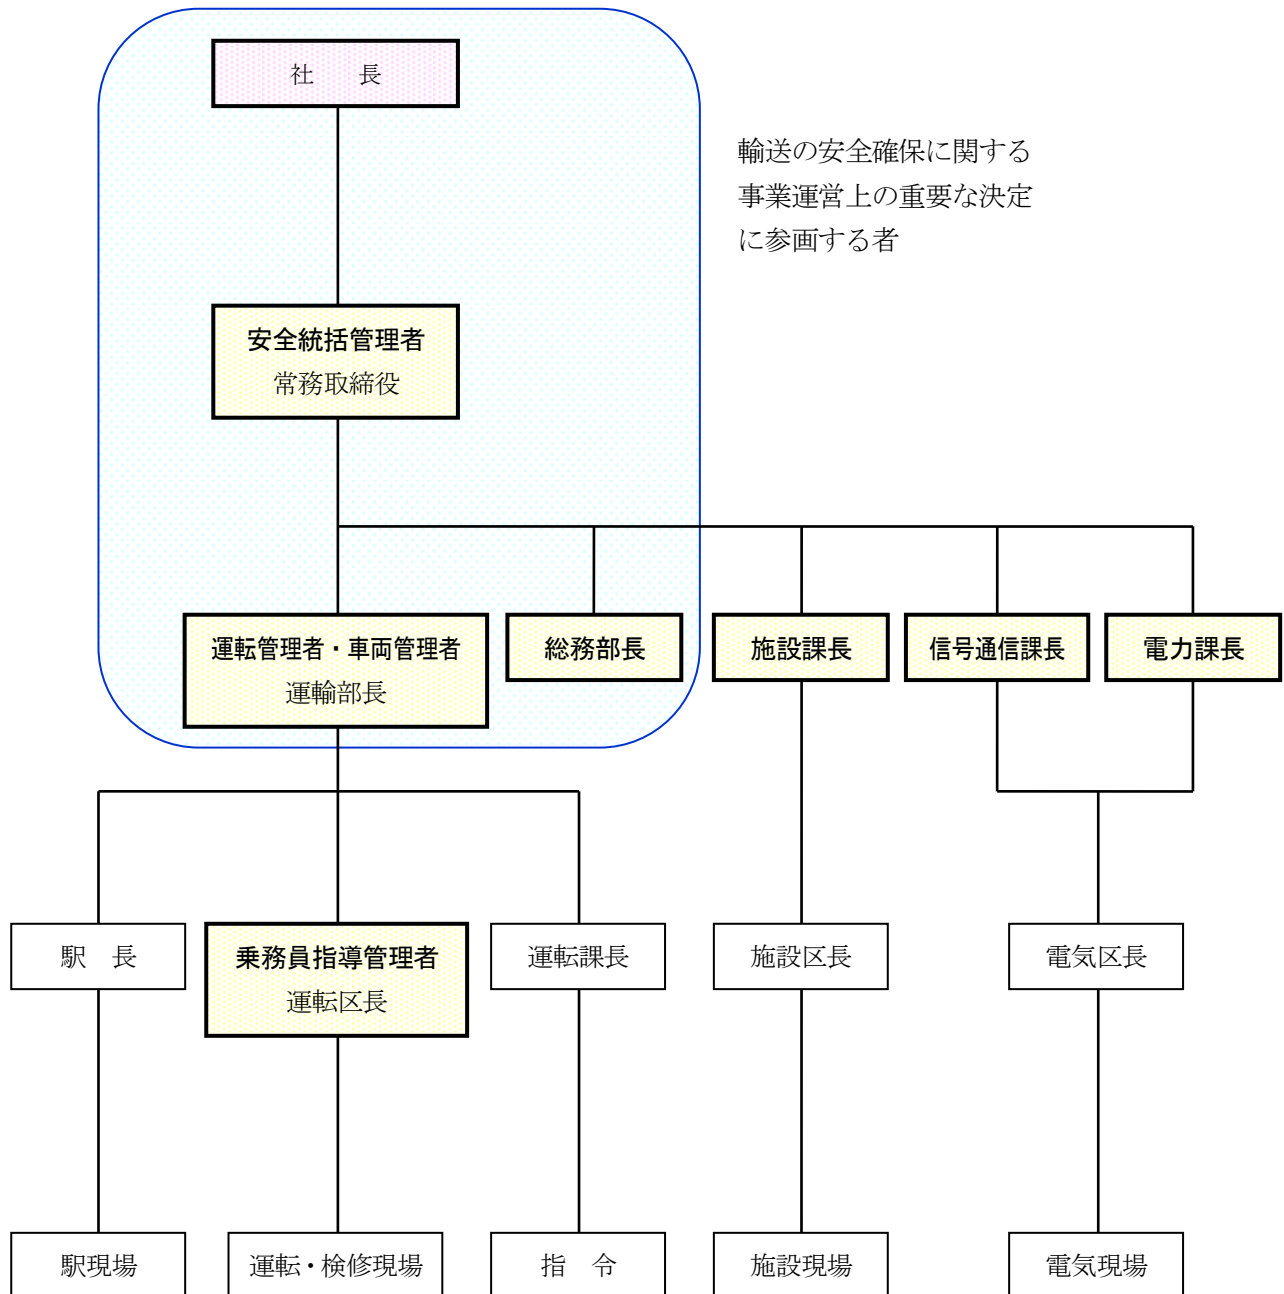 社　長
輸送の安全確保に関する
事業運営上の重要な決定
に参画する者
安全統括管理者
常務取締役
運転管理者・車両管理者
運輸部長
総務部長
施設課長
信号通信課長
電力課長
駅　長
乗務員指導管理者
運転区長
運転課長
施設区長
電気区長
駅現場
運転・検修現場
指　令
施設現場
電気現場